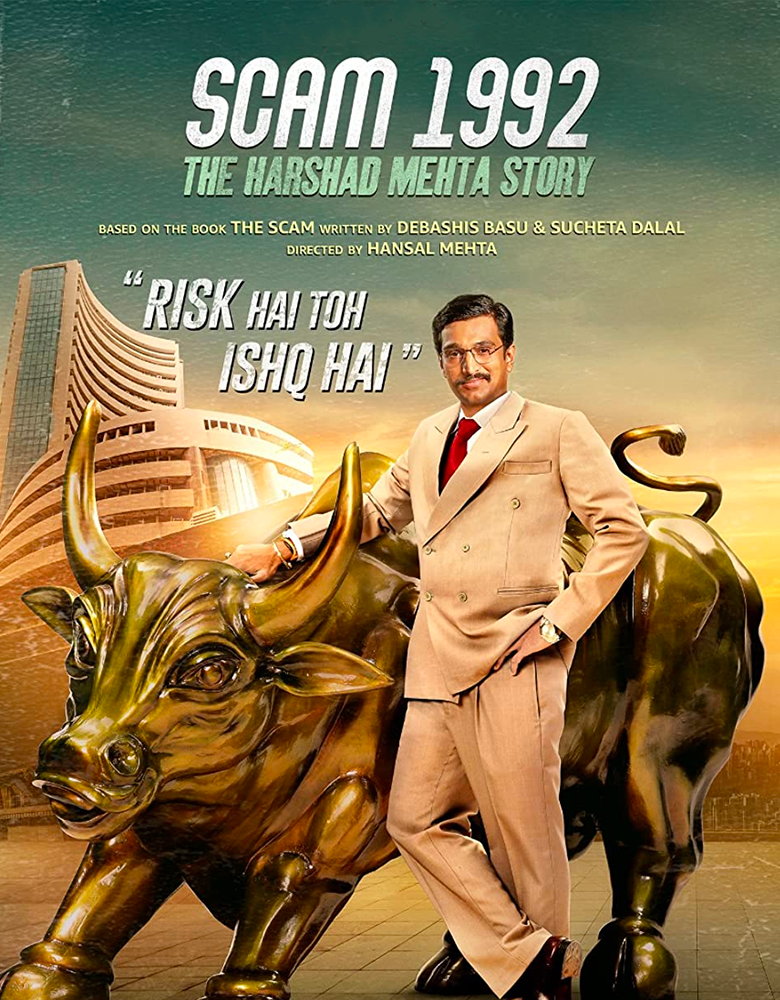 SCAM 1992
THE HARSHAD MEHTA STORY
BASED ON THE BOOK THE SCAM WRITTEN BY DEBASHIS BASU & SUCHETA DALAL
DIRECTED BY HANSAL MEHTA
“RISK HAI TOH
ISHQ HAI”